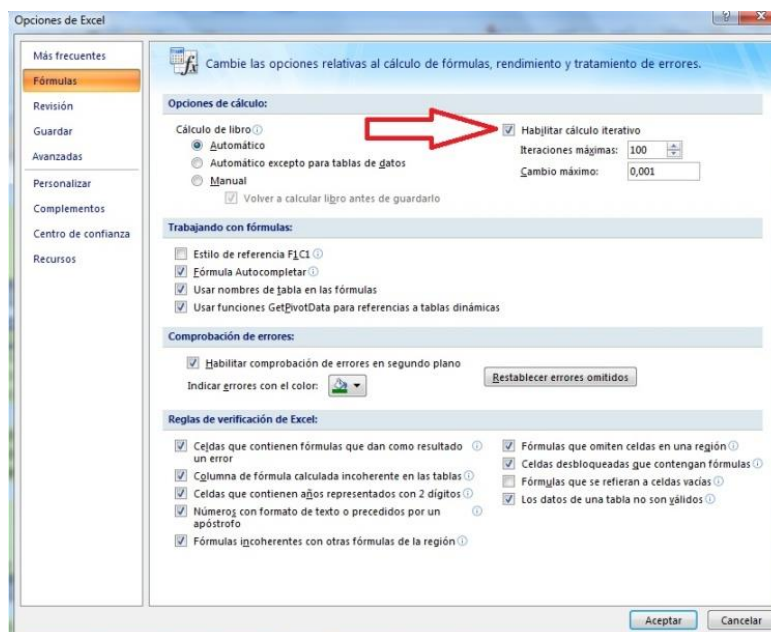 Opciones de Excel
Más frecuentes
Fórmulas
Revisión
Guardar
Avanzadas
Personalizar
Complementos
Centro de confianza
Recursos
Cambie las opciones relativas al cálculo de fórmulas, rendimiento y tratamiento de errores.
Opciones de cálculo:
Cálculo de libro
Automático
Automático excepto para tablas de datos
Manual
Volver a calcular libro antes de guardarlo
Habilitar cálculo iterativo
Iteraciones máximas: 100
Cambio máximo: 0,001
Trabajando con fórmulas:
Estilo de referencia F1C1
Fórmula Autocompletar
Usar nombres de tabla en las fórmulas
Usar funciones GetPivotData para referencias a tablas dinámicas
Comprobación de errores:
Habilitar comprobación de errores en segundo plano
Indicar errores con el color:
Restablecer errores omitidos
Reglas de verificación de Excel:
Celdas que contienen fórmulas que dan como resultado
un error
Columna de fórmula calculada incoherente en las tablas
Celdas que contienen años representados con 2 dígitos
Números con formato de texto o precedidos por un
apóstrofo
Fórmulas incoherentes con otras fórmulas de la región
Fórmulas que omiten celdas en una región
Celdas desbloqueadas que contengan fórmulas
Fórmulas que se refieran a celdas vacías
Los datos de una tabla no son válidos
Aceptar
Cancelar